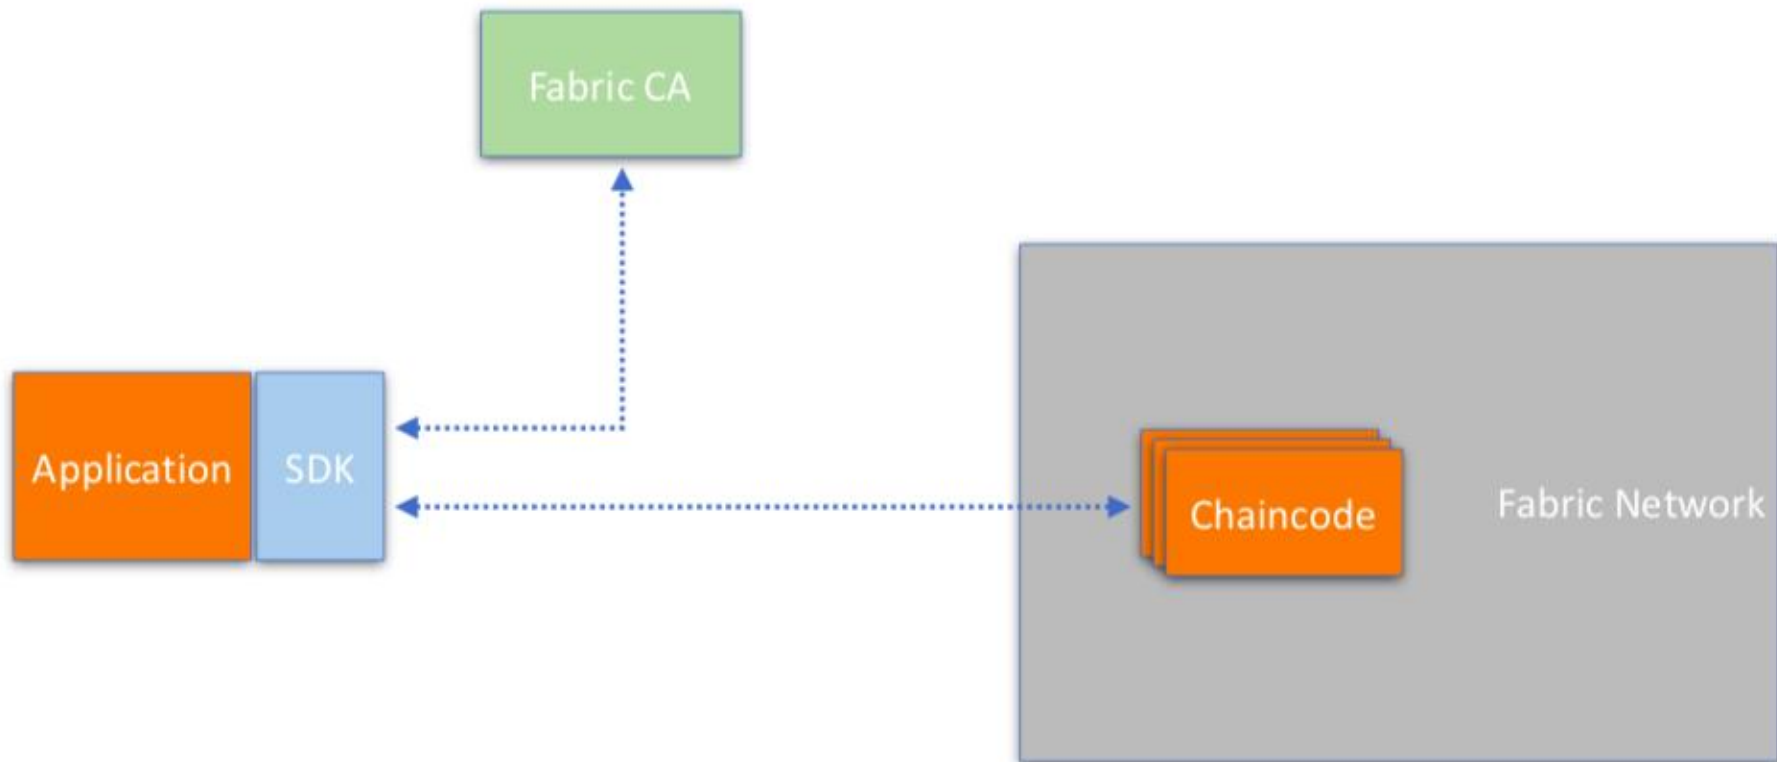 Fabric CA
Application
SDK
Chaincode
Fabric Network